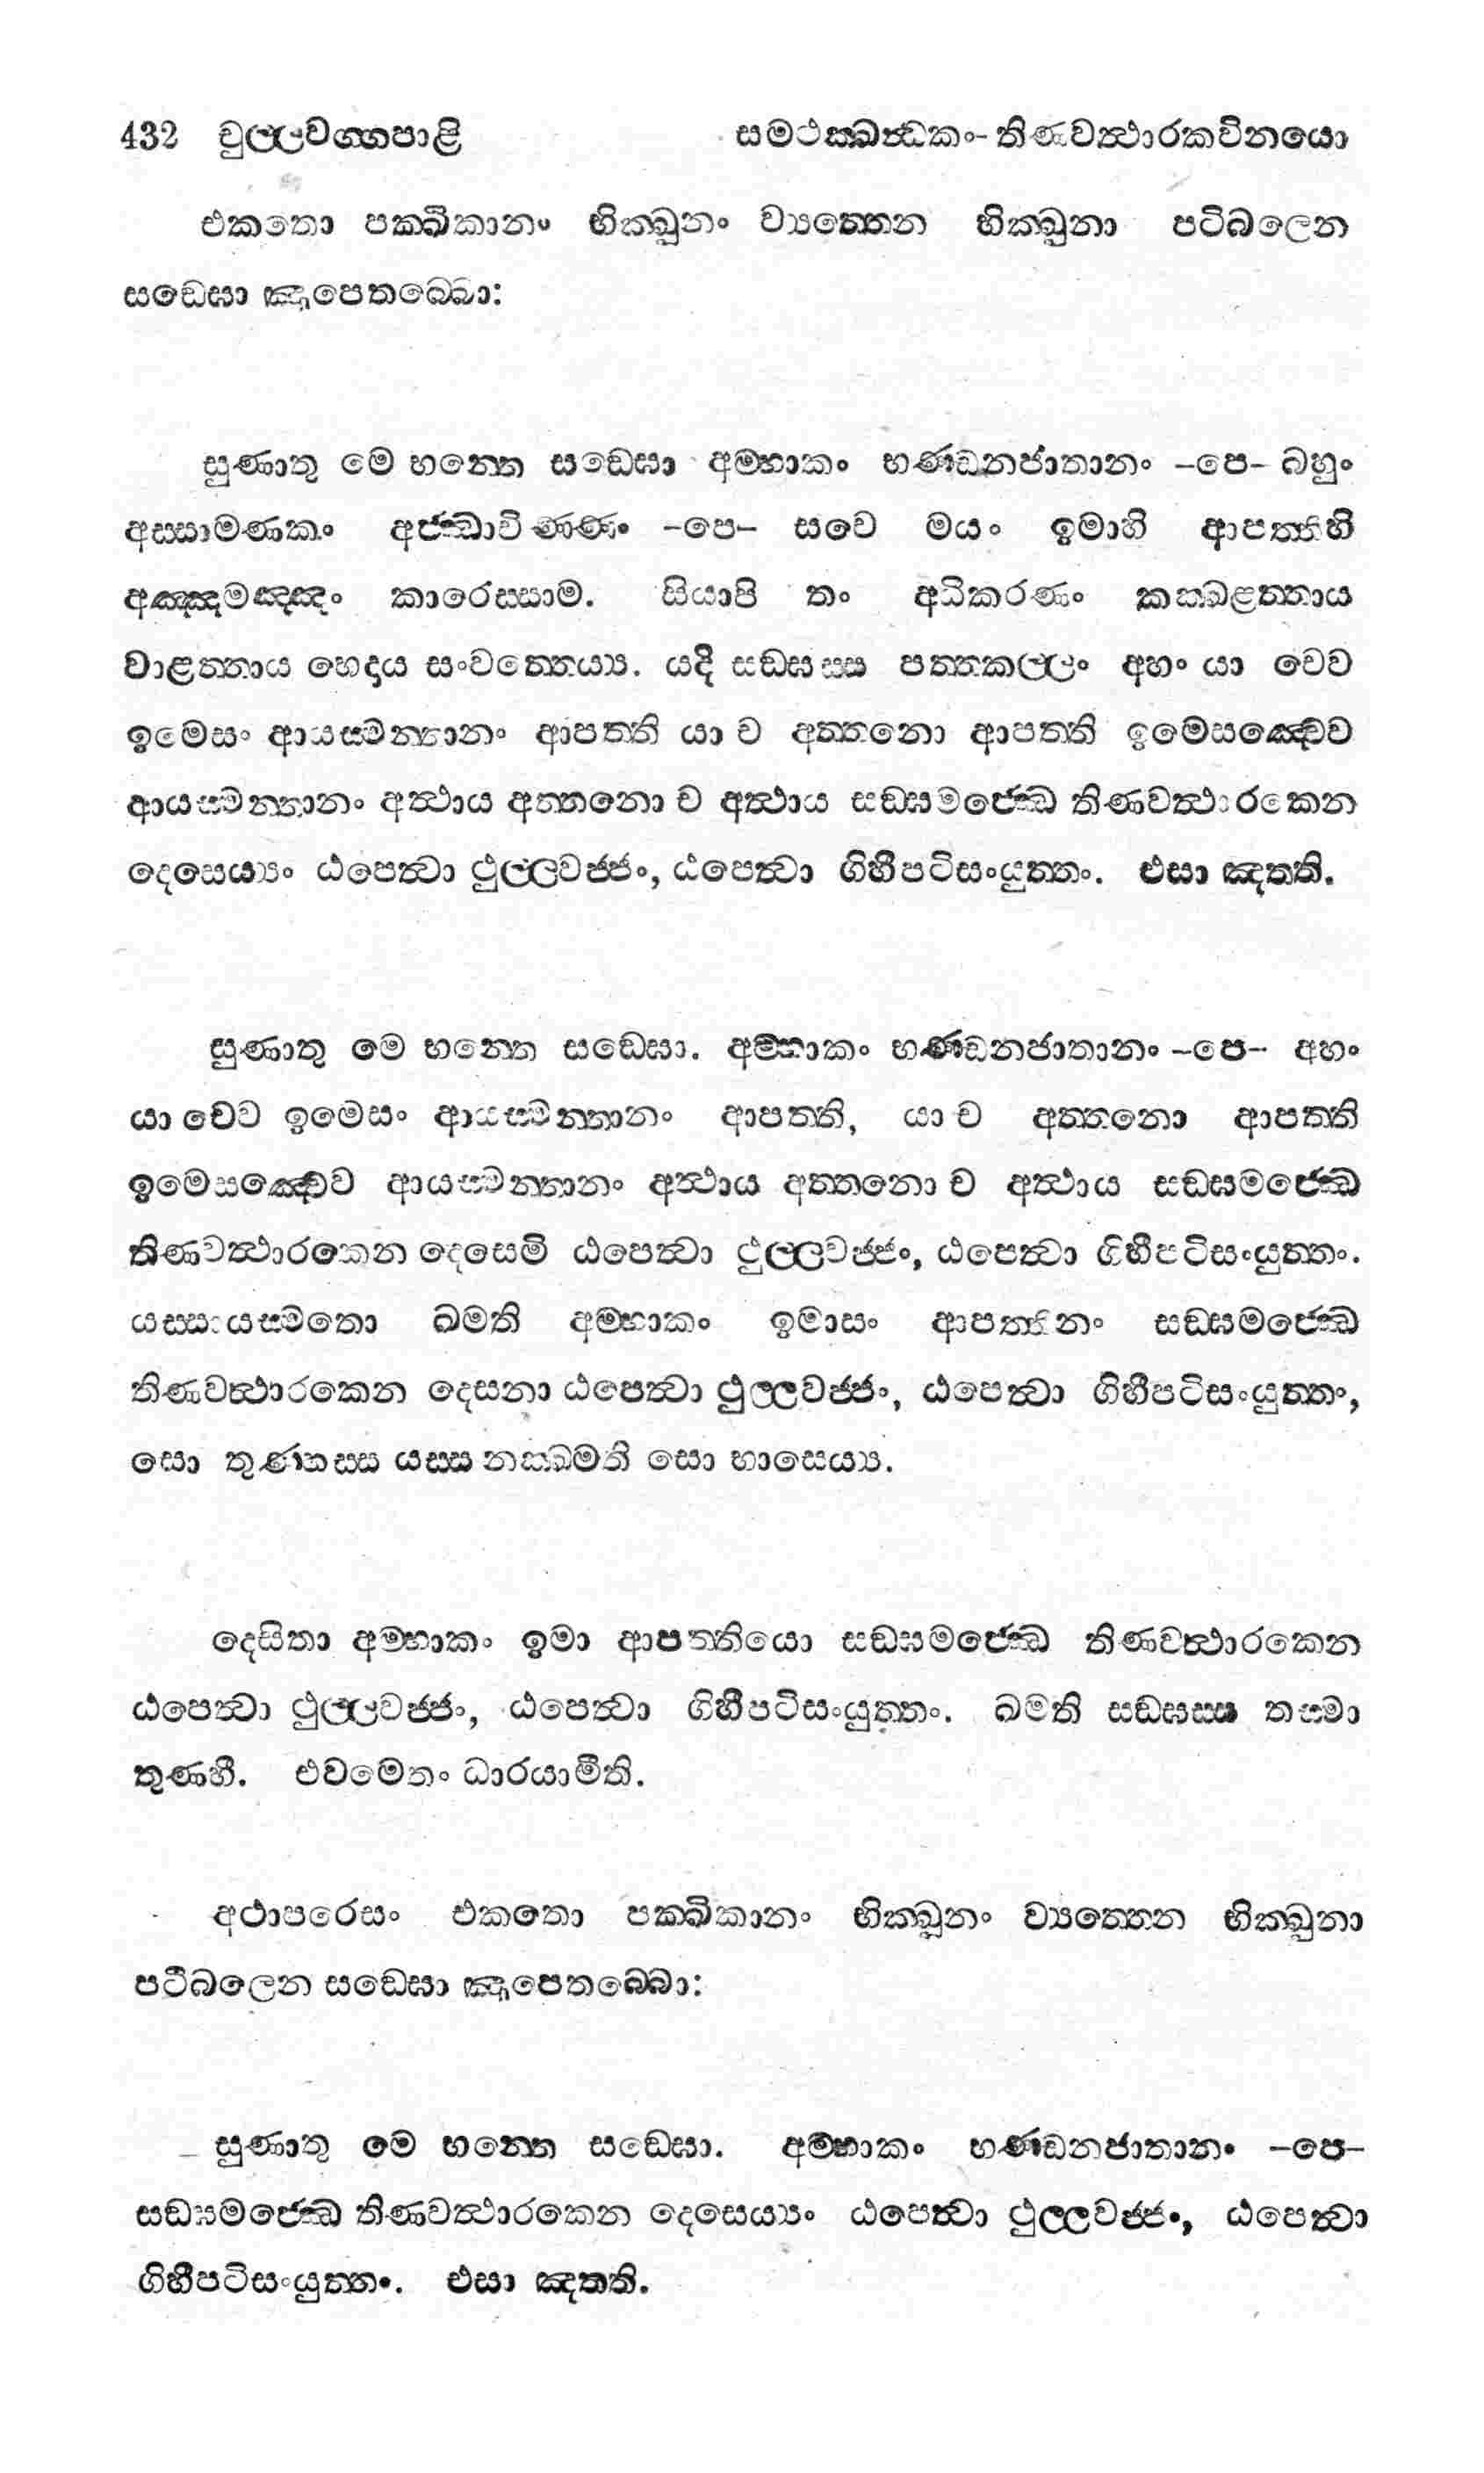 432 චුල්ලවග්ගපාළි සමථක්ඛන්ධකං- තිණවත්ථාරකවිනයො
එකතො පක්ඛිකානං භික්ඛූනං ව්‍යත්තෙන භික්ඛුනා පටිබලෙන
සඞ්ඝො ඤාපෙතබ්බො:
සුණාතු මෙ භන්තෙ සඞ්ඝො අම්හාකං භණ්ඩනජාතානං -පෙ- බහුං
අස්සාමණකං අජ්ඣාචිණ්ණං -පෙ- සචෙ මයං ඉමාහි ආපත්තීහි
අඤ්ඤමඤ්ඤං කාරෙස්සාම. සියාපි තං අධිකරණං කක්ඛළත්තාය
වාළත්තාය භෙදාය සංවත්තෙය්‍ය. යදි සඞ්ඝස්ස පත්තකල්ලං අහං යා චෙව
ඉමෙසං ආයස්මන්තානං ආපත්ති යා ච අත්තනො ආපත්ති ඉමෙසඤ්චෙව
ආයස්මන්තානං අත්ථාය අත්තනො ච අත්ථාය සඞ්ඝමජ්ඣෙ තිණවත්ථාරකෙන
දෙසෙය්‍යං ඨපෙත්වා ථුල්ලවජ්ජං, ඨපෙත්වා ගිහීපටිසංයුත්තං. එසා ඤත්ති.
සුණාතු මෙ භන්තෙ සඞ්ඝො. අම්හාකං භණ්ඩනජාතානං -පෙ- අහං
යා චෙව ඉමෙසං ආයස්මන්තානං ආපත්ති, යා ච අත්තනො ආපත්ති
ඉමෙසඤ්චෙව ආයස්මන්තානං අත්ථාය අත්තනො ච අත්ථාය සඞ්ඝමජ්ඣෙ
තිණවත්ථාරකෙන දෙසෙමි ඨපෙත්වා ථුල්ලවජ්ජං, ඨපෙත්වා ගිහීපටිසංයුත්තං.
යස්සායස්මතො ඛමති අම්හාකං ඉමාසං ආපත්තීනං සඞ්ඝමජ්ඣෙ
තිණවත්ථාරකෙන දෙසනා ඨපෙත්වා ථුල්ලවජ්ජං, ඨපෙත්වා ගිහීපටිසංයුත්තං,
සො තුණ්හස්ස යස්ස නක්ඛමති සො භාසෙය්‍ය.
දෙසිතා අම්හාකං ඉමා ආපත්තියො සඞ්ඝමජ්ඣෙ තිණවත්ථාරකෙන
ඨපෙත්වා ථුල්ලවජ්ජං, ඨපෙත්වා ගිහීපටිසංයුත්තං. ඛමති සඞ්ඝස්ස තස්මා
තුණ්හී. එවමෙතං ධාරයාමීති.
අථාපරෙසං එකතො පක්ඛිකානං භික්ඛූනං ව්‍යත්තෙන භික්ඛුනා
පටිබලෙන සඞ්ඝො ඤාපෙතබ්බො:
සුණාතු මෙ භන්තෙ සඞ්ඝො. අම්හාකං භණ්ඩනජාතානං -පෙ-
සඞ්ඝමජ්ඣෙ තිණවත්ථාරකෙන දෙසෙය්‍යං ඨපෙත්වා ථුල්ලවජ්ජං, ඨපෙත්වා
ගිහීපටිසංයුත්තං. එසා ඤත්ති.